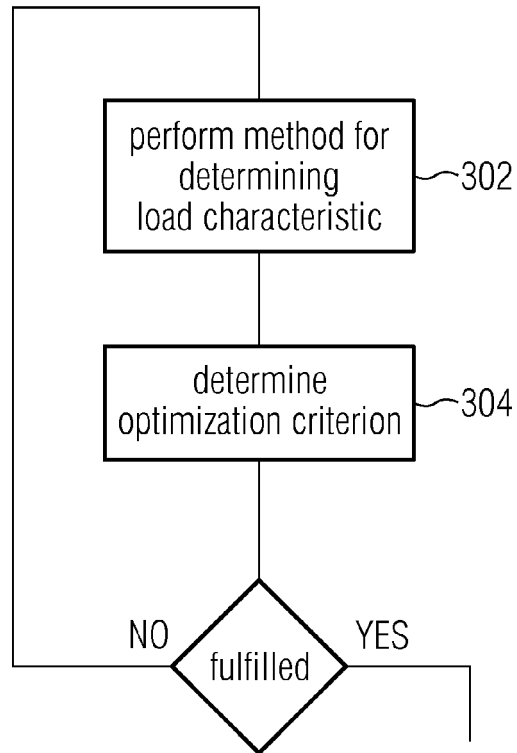 perform method for
determining
load characteristic
302
determine
optimization criterion
304
NO
YES
fulfilled